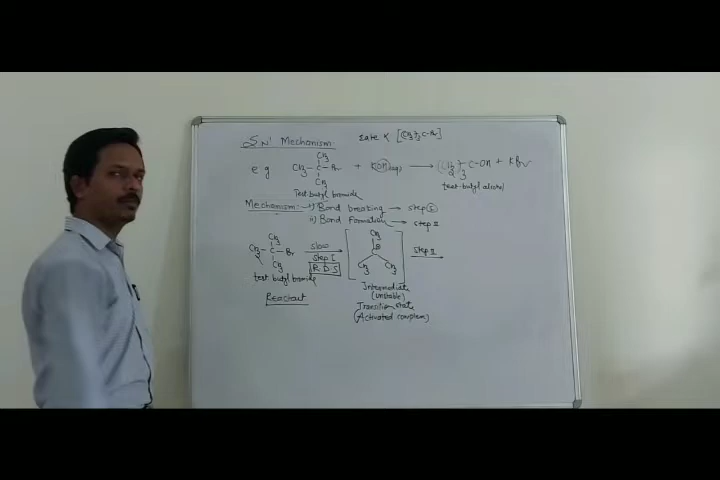 SN¹ Mechanism
rate ∝ [(CH3)3 C-Br]
e.g CH3 - C - Br + KOH(aq) → (CH3)3 C-OH + KBr
CH3
CH3
Tert butyl bromide
tert-butyl alcohol
Mechanism:- i) Bond breaking → step I
ii) Bond Formation → step II
CH3
CH3 - C - Br
CH3
slow
step I
R.D.S
CH3
C⊕
CH3 CH3
step II
tert butyl bromide
Reactant
Intermediate
(unstable)
Transition state
(Activated complex)